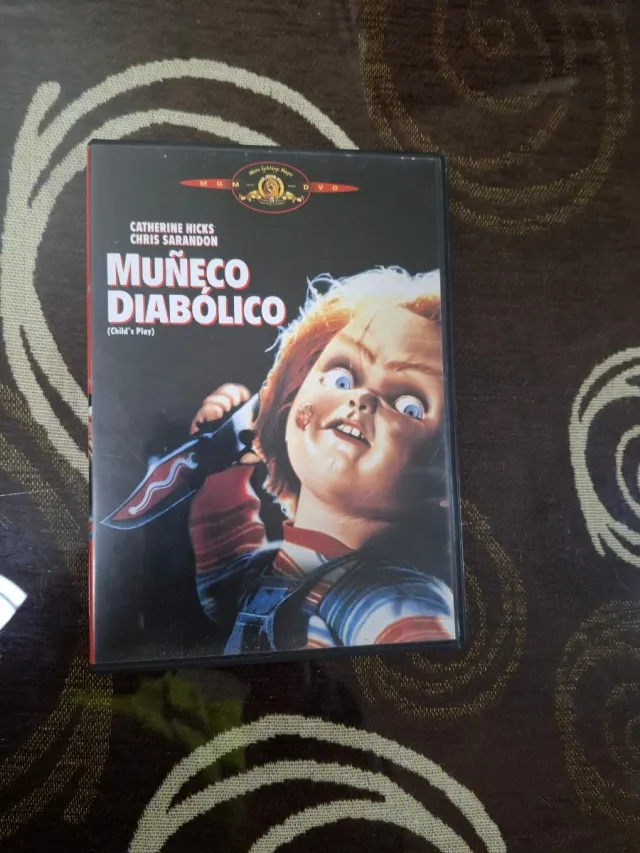 MGM DVD
CATHERINE HICKS
CHRIS SARANDON
MUÑECO
DIABÓLICO
(Child's Play)